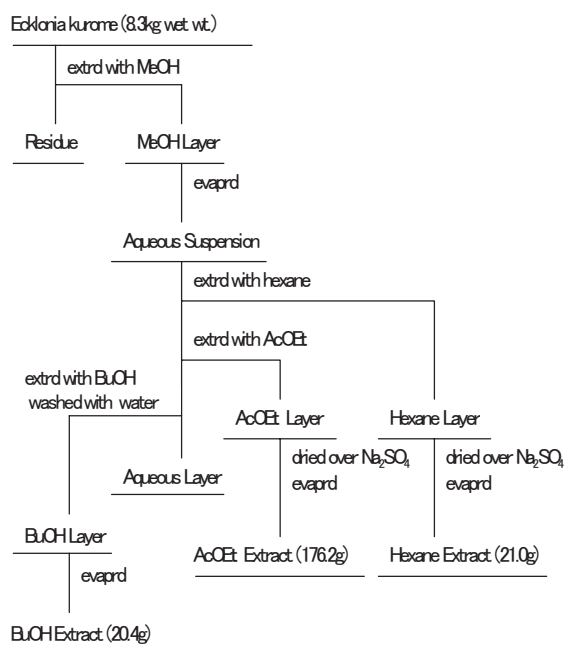 Ecklonia kurome (8.3kg wet wt.)
extrd with MeOH
Residue
MeOH Layer
evaprd
Aqueous Suspension
extrd with hexane
extrd with AcOEt
extrd with BuOH
washed with water
AcOEt Layer
Hexane Layer
dried over Na₂SO₄
evaprd
dried over Na₂SO₄
evaprd
Aqueous Layer
BuOH Layer
AcOEt Extract (176.2g)
Hexane Extract (21.0g)
evaprd
BuOH Extract (20.4g)